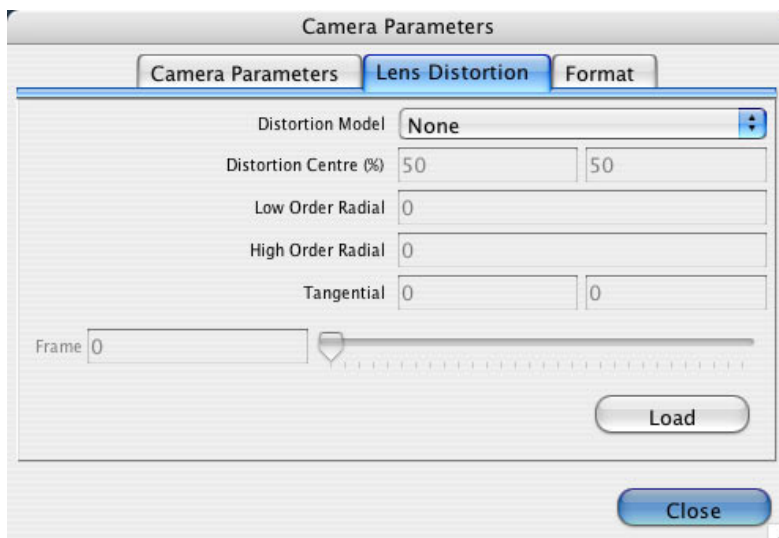 Camera Parameters
Camera Parameters Lens Distortion Format
Distortion Model None
Distortion Centre (%) 50 50
Low Order Radial 0
High Order Radial 0
Tangential 0 0
Frame 0
Load
Close